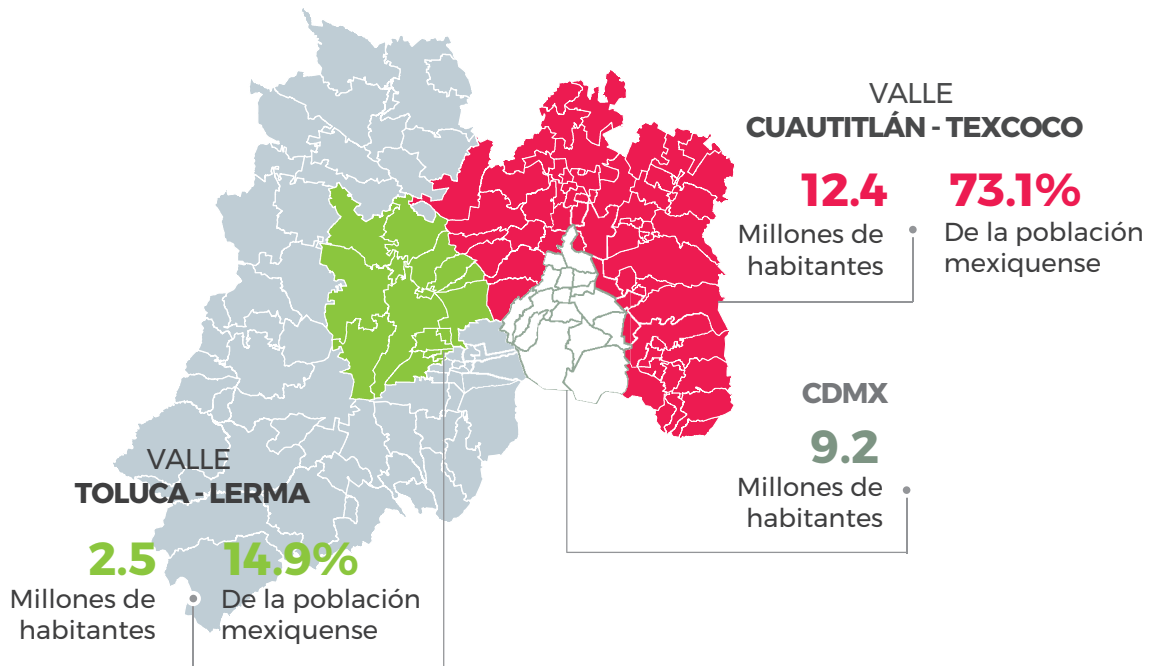 VALLE
CUAUTITLÁN - TEXCOCO
12.4
Millones de
habitantes
73.1%
De la población
mexiquense
CDMX
9.2
Millones de
habitantes
VALLE
TOLUCA - LERMA
2.5
Millones de
habitantes
14.9%
De la población
mexiquense